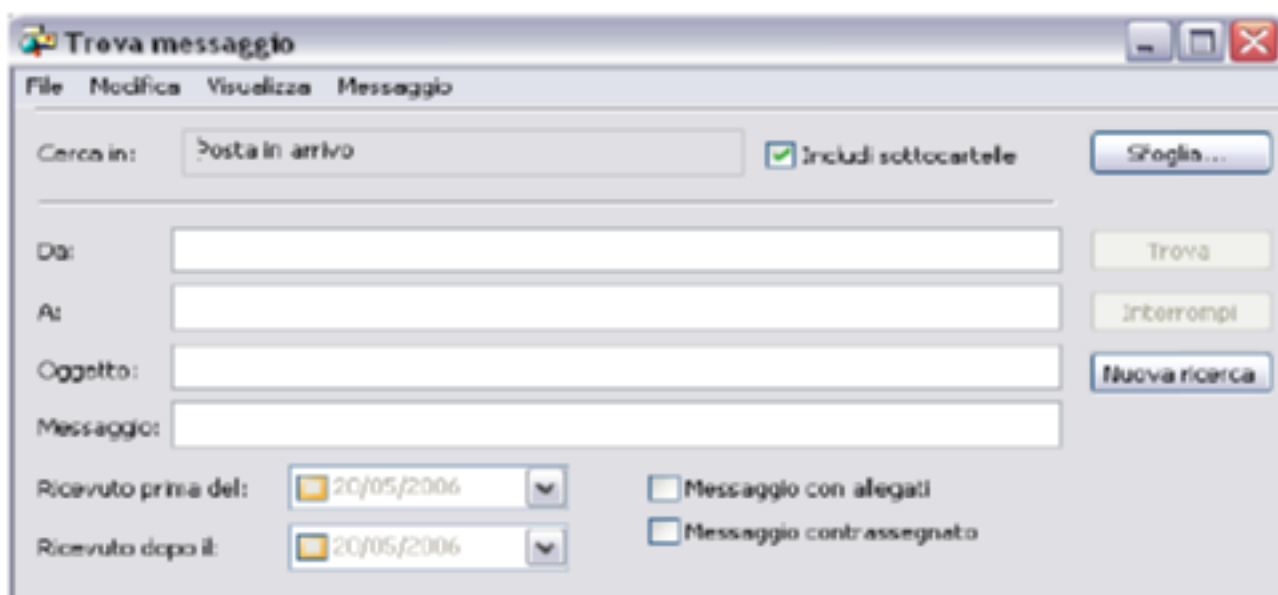 Trova messaggio
File Modifica Visualizza Messaggio
Cerca in: Posta in arrivo Includi sottocartelle Sfoglia...
Da: Trova
A: Interrompi
Oggetto: Nuova ricerca
Messaggio:
Ricevuto prima del: 20/05/2006 Messaggio con allegati
Messaggio contrassegnato
Ricevuto dopo il: 20/05/2006